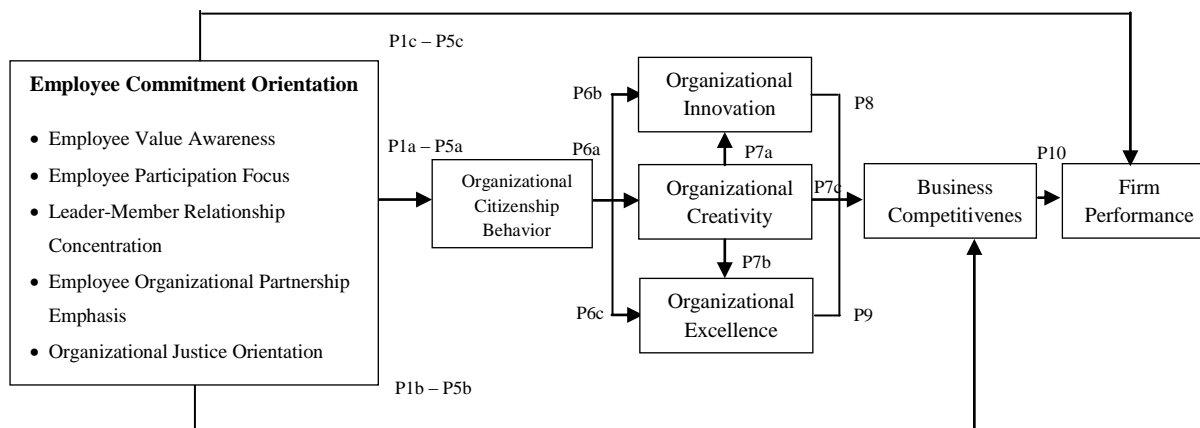 P1c – P5c
Employee Commitment Orientation
• Employee Value Awareness
• Employee Participation Focus
• Leader-Member Relationship
Concentration
• Employee Organizational Partnership
Emphasis
• Organizational Justice Orientation
P1a – P5a
P1b – P5b
Organizational
Citizenship
Behavior
P6a
P6b
P6c
Organizational
Innovation
P7a
Organizational
Creativity
P7b
Organizational
Excellence
P8
P7c
P9
Business
Competitivenes
P10
Firm
Performance